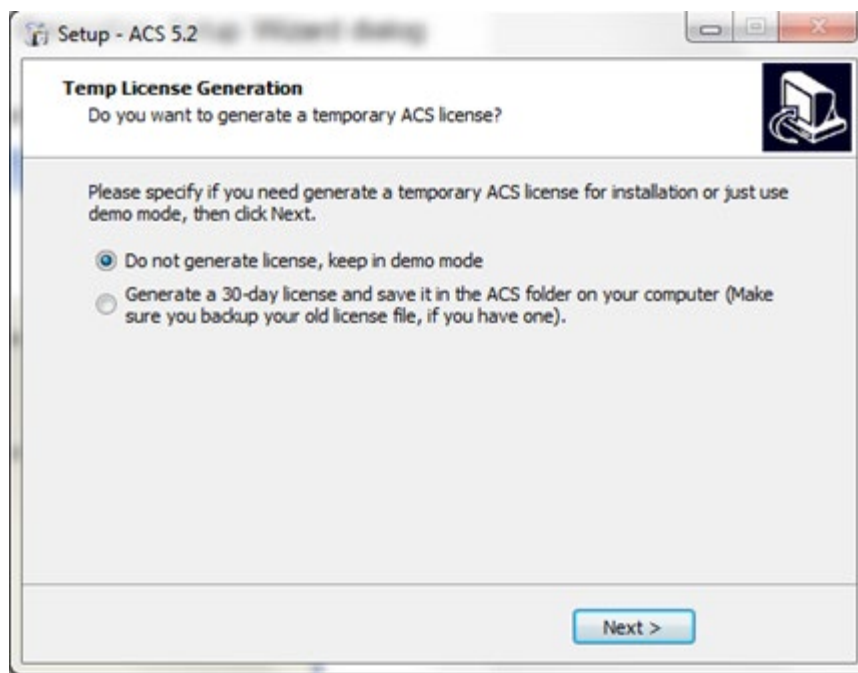 Setup - ACS 5.2
Temp License Generation
Do you want to generate a temporary ACS license?
Please specify if you need generate a temporary ACS license for installation or just use
demo mode, then click Next.
Do not generate license, keep in demo mode
Generate a 30-day license and save it in the ACS folder on your computer (Make
sure you backup your old license file, if you have one).
Next >